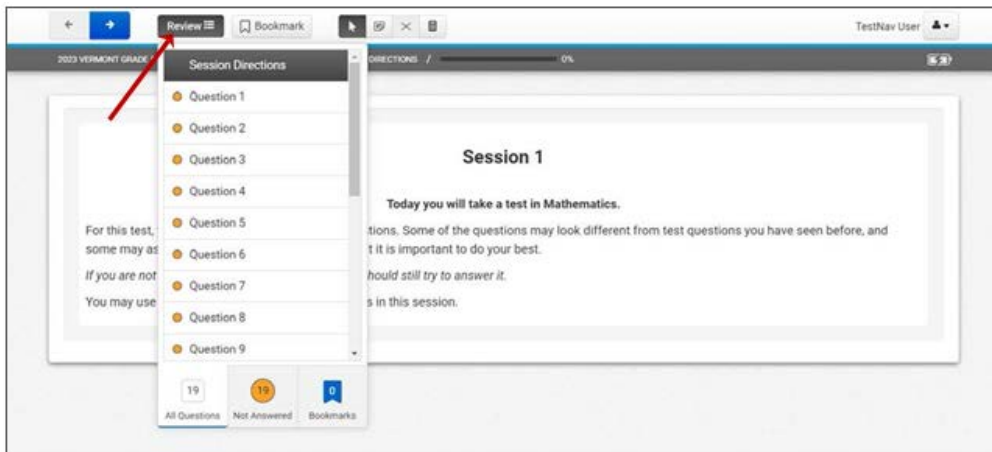 Review Bookmark TestNav User
2023 VERMONT GRADE DIRECTIONS / 0%
Session Directions
Question 1
Question 2
Question 3
Question 4
Question 5
Question 6
Question 7
Question 8
Question 9
19 19 0
All Questions Not Answered Bookmarks
Session 1
Today you will take a test in Mathematics.
For this test, tions. Some of the questions may look different from test questions you have seen before, and
some may as t it is important to do your best.
If you are not hould still try to answer it.
You may use s in this session.